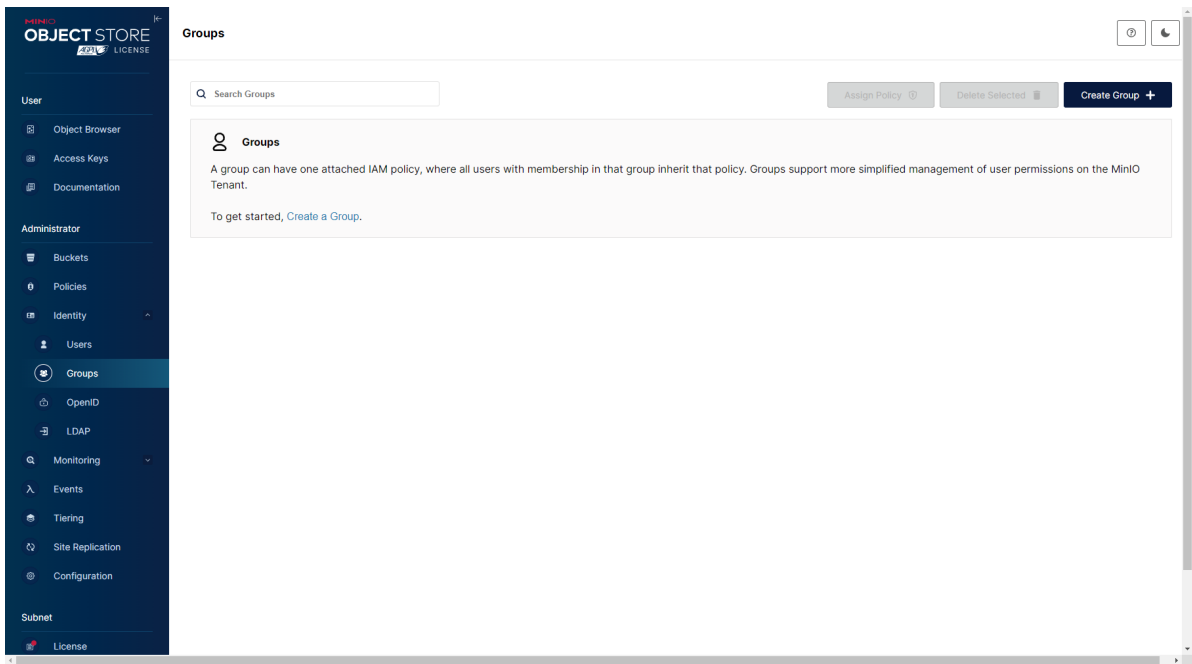 MINIO
OBJECT STORE
AGPLV3 LICENSE
User
Object Browser
Access Keys
Documentation
Administrator
Buckets
Policies
Identity
Users
Groups
OpenID
LDAP
Monitoring
Events
Tiering
Site Replication
Configuration
Subnet
License
Groups
Search Groups
Assign Policy
Delete Selected
Create Group
Groups
A group can have one attached IAM policy, where all users with membership in that group inherit that policy. Groups support more simplified management of user permissions on the MinIO
Tenant.
To get started, Create a Group.